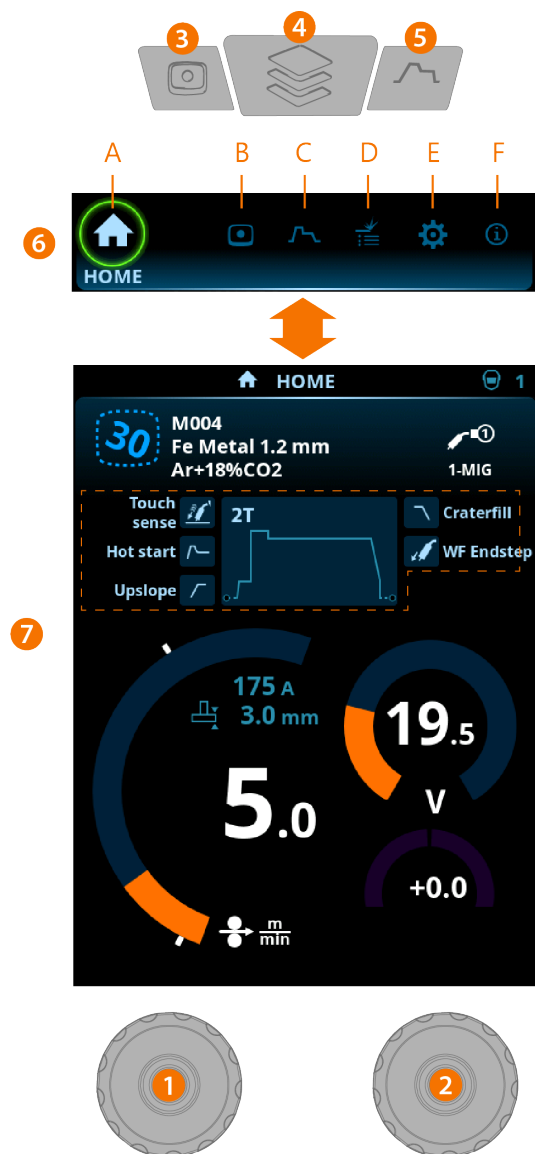 4
3
5
A B C D E F
6
HOME
HOME 1
30
M004
Fe Metal 1.2 mm
Ar+18%CO2
1
1-MIG
Touch
sense
Hot start
Upslope
2T
Craterfill
WF Endstep
7
175 A
3.0 mm
5.0
m
min
19.5
V
+0.0
1
2